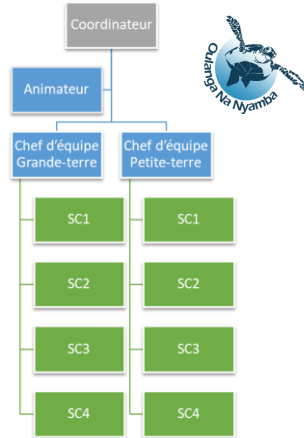 Coordinateur
Oulanga Na Nyamba
Animateur
Chef d'équipe
Grande-terre
Chef d'équipe
Petite-terre
SC1
SC1
SC2
SC2
SC3
SC3
SC4
SC4